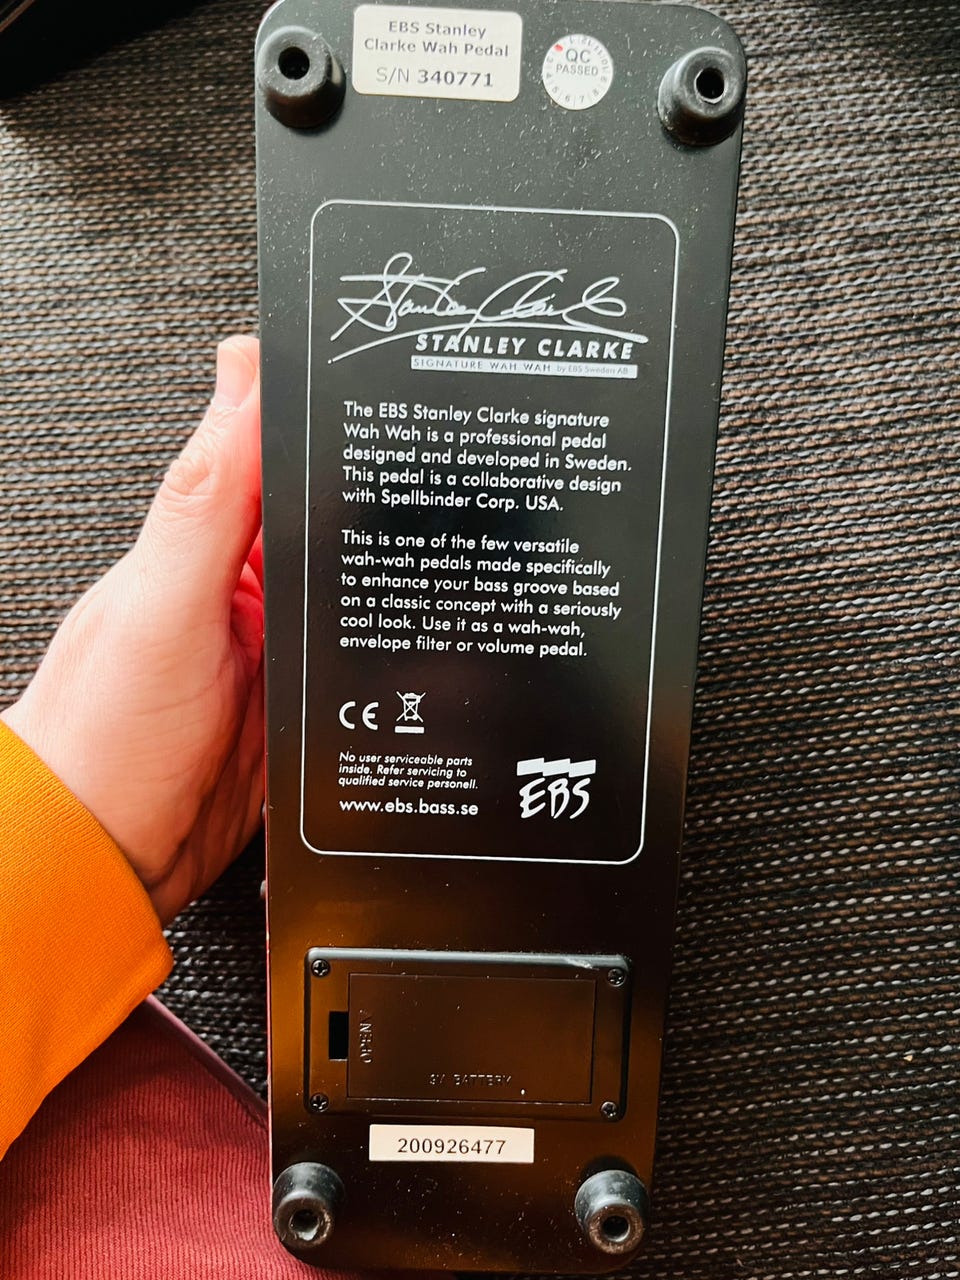 EBS Stanley
Clarke Wah Pedal
S/N 340771
QC
PASSED
Stanley Clarke
STANLEY CLARKE
SIGNATURE WAH WAH by EBS Sweden AB
The EBS Stanley Clarke signature
Wah Wah is a professional pedal
designed and developed in Sweden.
This pedal is a collaborative design
with Spellbinder Corp. USA.
This is one of the few versatile
wah-wah pedals made specifically
to enhance your bass groove based
on a classic concept with a seriously
cool look. Use it as a wah-wah,
envelope filter or volume pedal.
CE
No user serviceable parts
inside. Refer servicing to
qualified service personell.
www.ebs.bass.se
EBS
OPEN
9V BATTERY
200926477